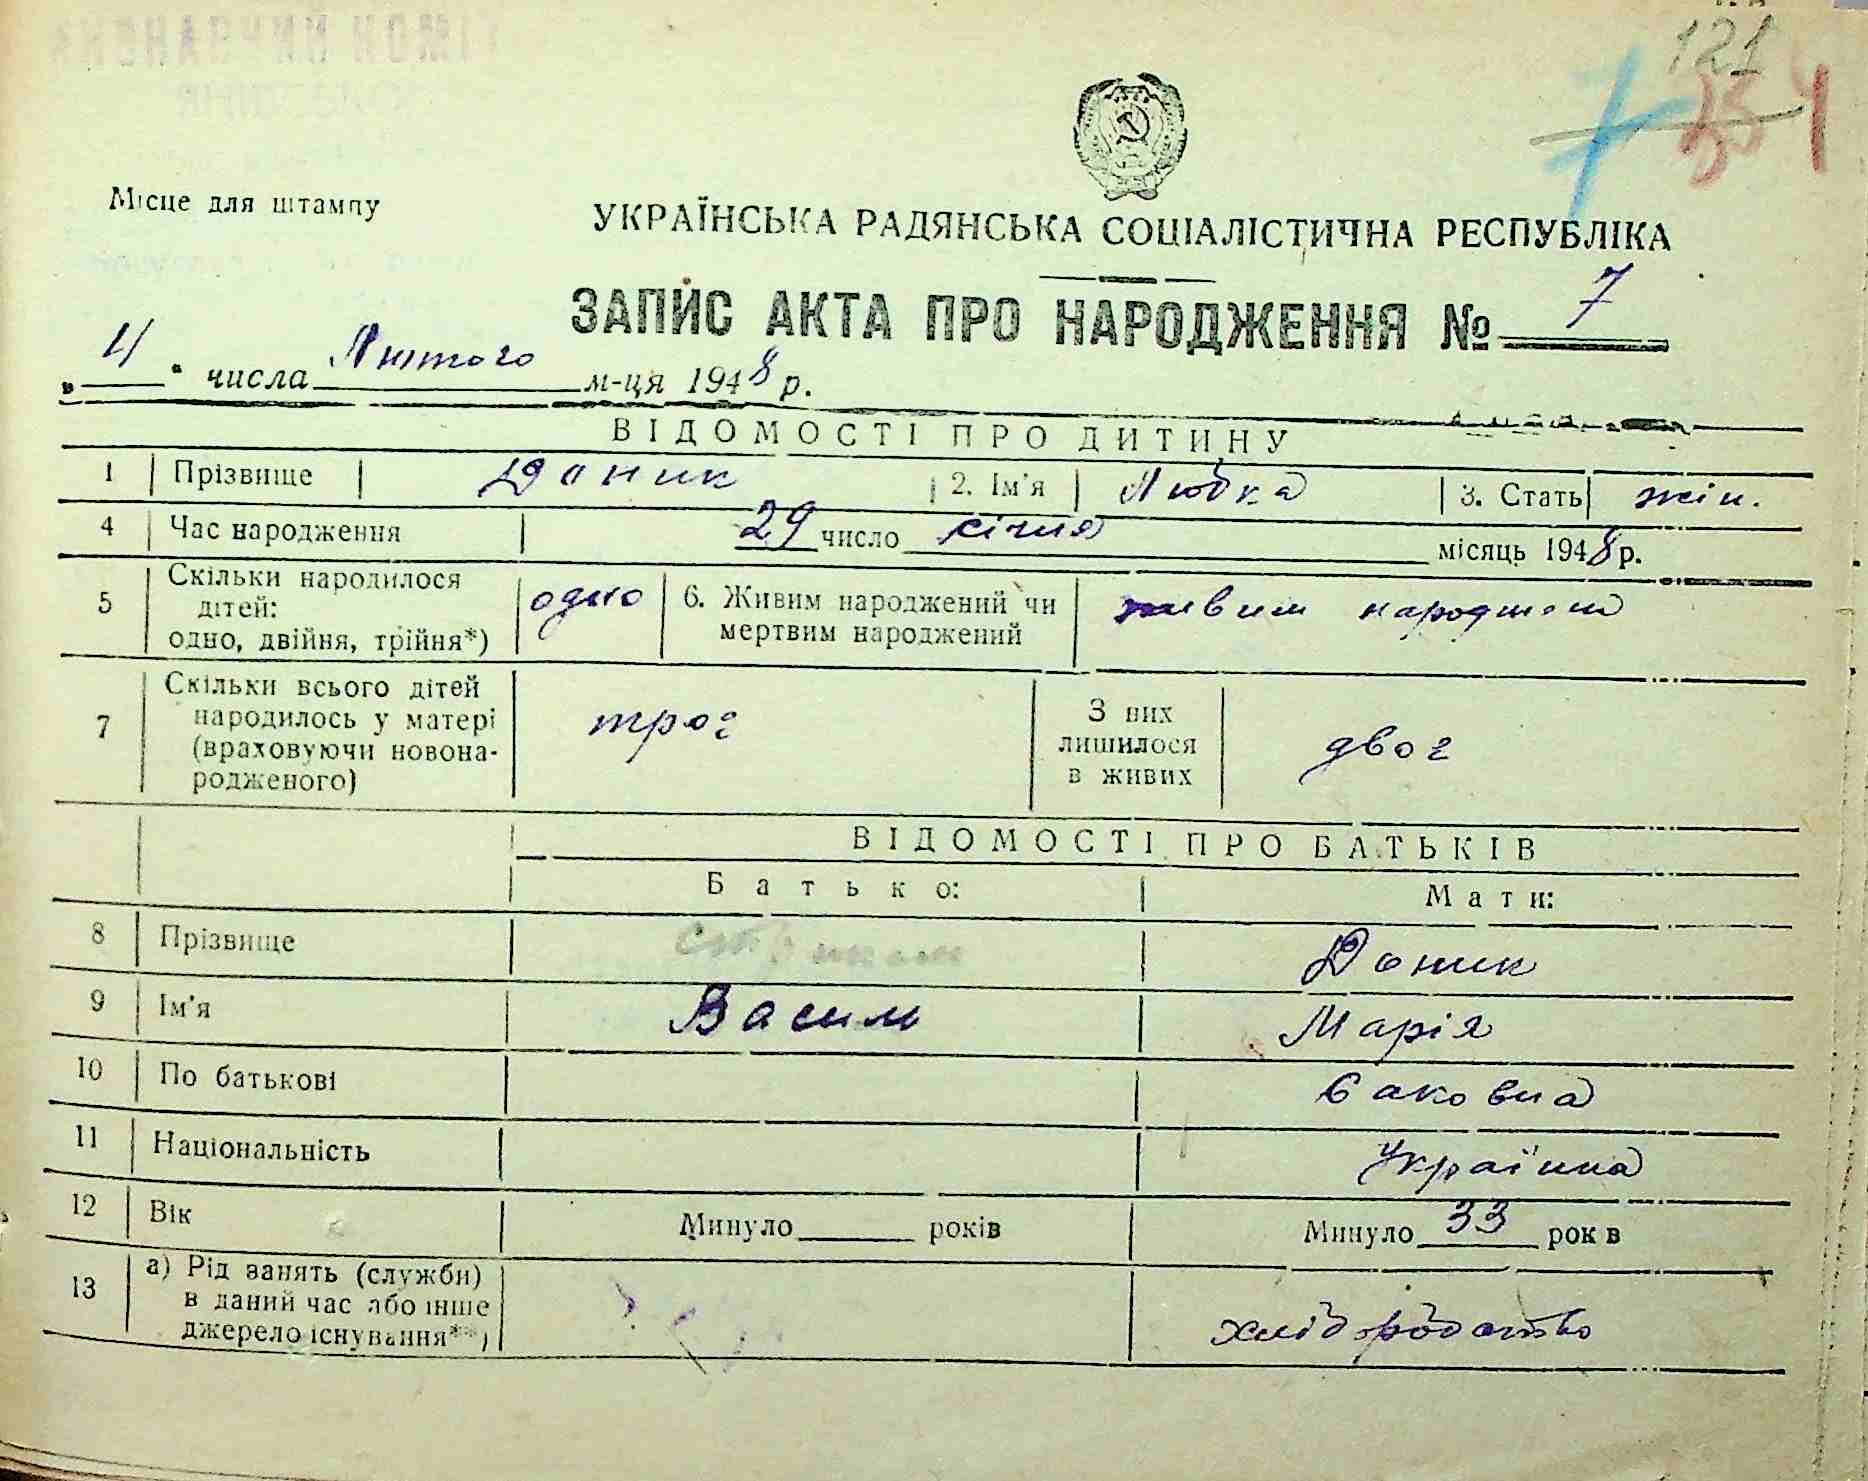 121
7
Місце для штампу
УКРАЇНСЬКА РАДЯНСЬКА СОЦІАЛІСТИЧНА РЕСПУБЛІКА
ЗАПИС АКТА ПРО НАРОДЖЕННЯ № 7
„ 4 “ числа Лютого м-ця 1948 р.
ВІДОМОСТІ ПРО ДИТИНУ
1 Прізвище Доник 2. Ім'я Любка 3. Стать жін.
4 Час народження 29 число січня місяць 1948 р.
5 Скільки народилося дітей: одно, двійня, трійня*) одно 6. Живим народжений чи мертвим народжений живим народжен
7 Скільки всього дітей народилось у матері (враховуючи новонародженого) троє З них лишилося в живих двоє
ВІДОМОСТІ ПРО БАТЬКІВ
Батько: Мати:
8 Прізвище Доник
9 Ім'я Василь Марія
10 По батькові Яковна
11 Національність Українка
12 Вік Минуло років Минуло 33 рок в
13 а) Рід занять (служби) в даний час або інше джерело існування**) хліборобство